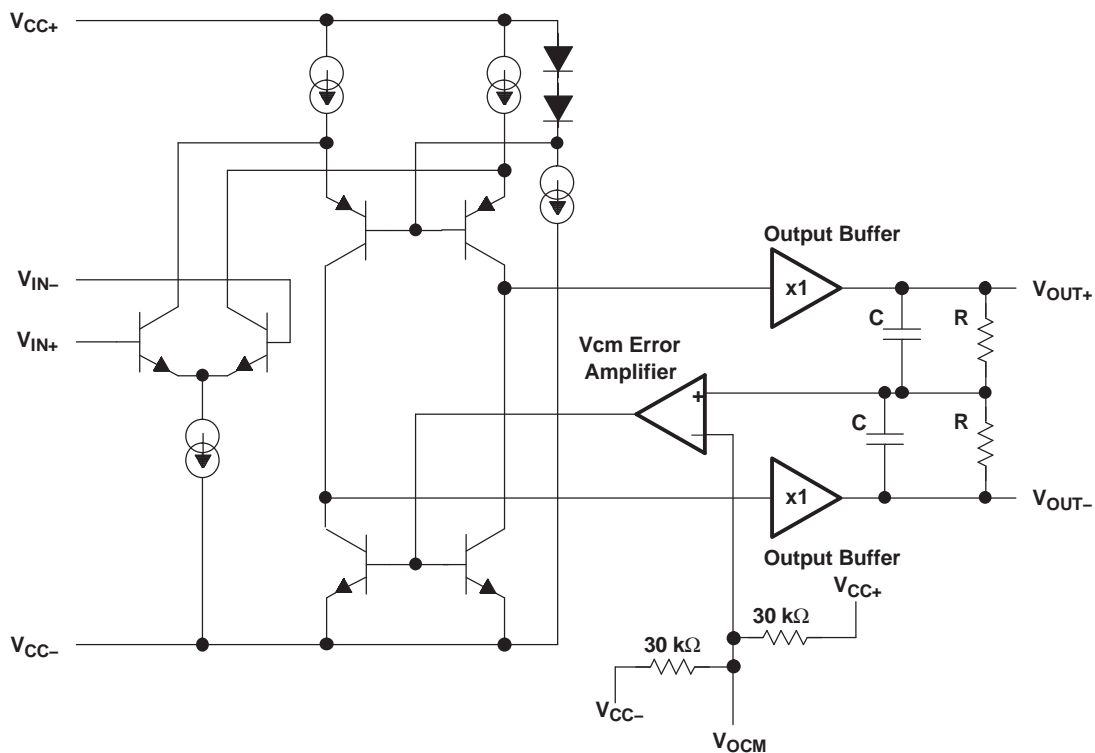 VCC+
Output Buffer
VIN−
x1
VOUT+
C
R
VIN+
Vcm Error
Amplifier
+
−
C
R
x1
VOUT−
Output Buffer
VCC+
30 kΩ
VCC−
30 kΩ
VCC−
VOCM